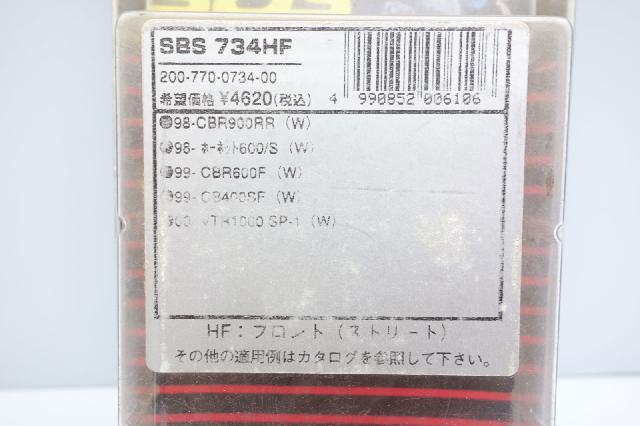 SBS 734HF
200-770-0734-00
希望価格 ¥4620(税込)
4 990852 006106
98-CBR900RR (W)
98- ホーネット600/S (W)
99- CBR600F (W)
99- CB400SF (W)
00- VTR1000 SP-1 (W)
HF：フロント（ストリート）
その他の適用例はカタログを参照して下さい。